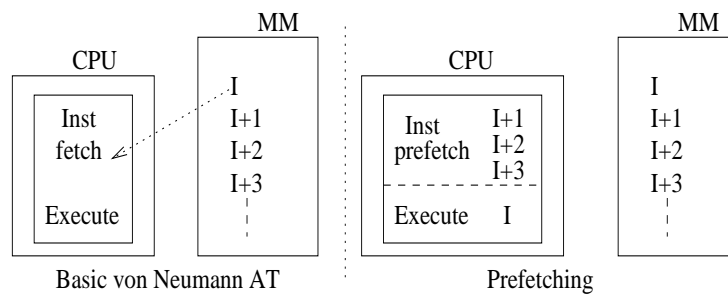 MM
CPU
I
I+1
I+2
I+3
Inst
fetch
Execute
Basic von Neumann AT
MM
CPU
Inst
prefetch
I+1
I+2
I+3
Execute I
I
I+1
I+2
I+3
Prefetching